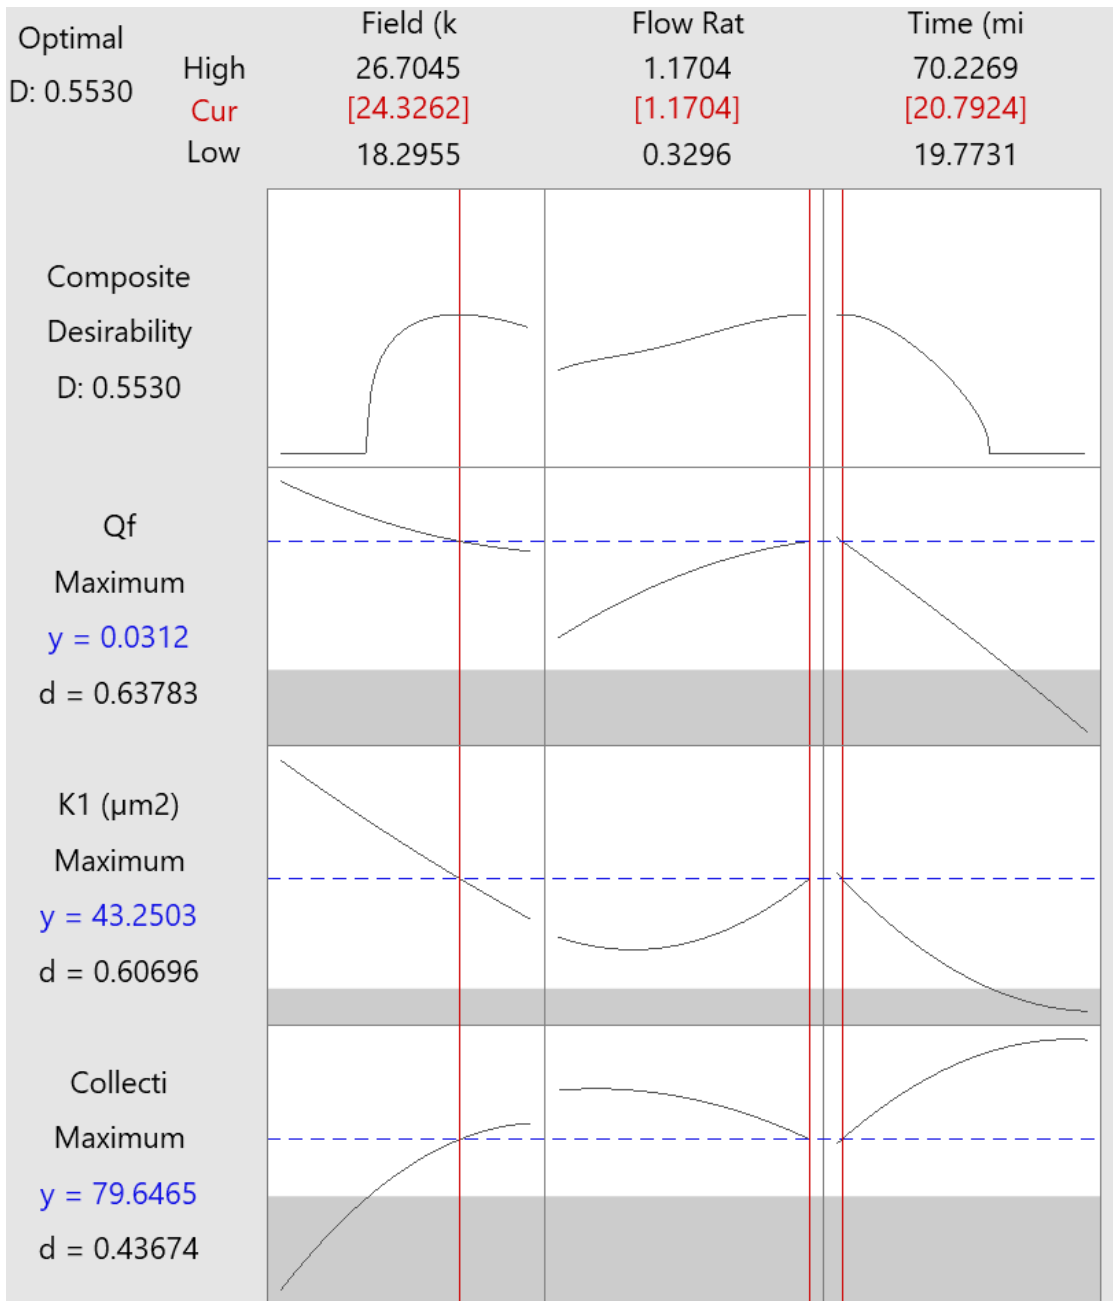 Optimal
D: 0.5530
Field (k Flow Rat Time (mi
High 26.7045 1.1704 70.2269
Cur [24.3262] [1.1704] [20.7924]
Low 18.2955 0.3296 19.7731
Composite
Desirability
D: 0.5530
Qf
Maximum
y = 0.0312
d = 0.63783
K1 (µm2)
Maximum
y = 43.2503
d = 0.60696
Collecti
Maximum
y = 79.6465
d = 0.43674